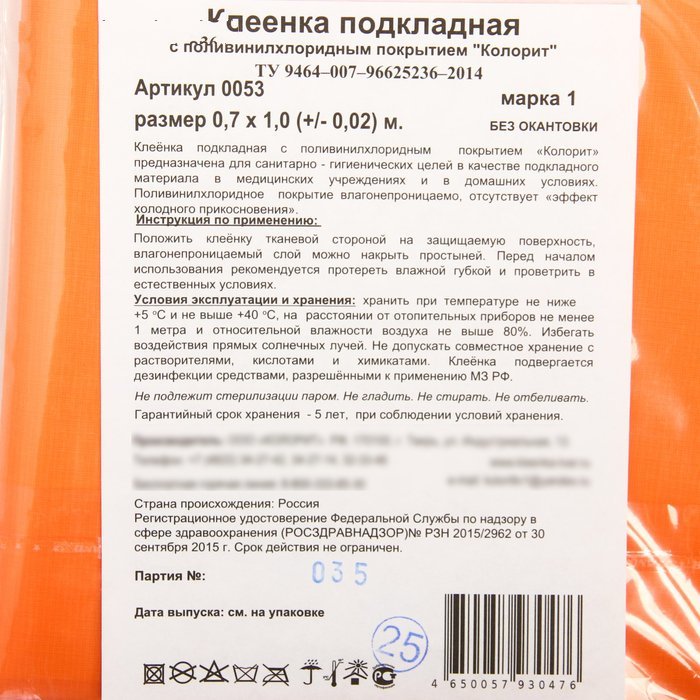 Клеенка подкладная
с поливинилхлоридным покрытием "Колорит"
ТУ 9464–007–96625236–2014
Артикул 0053
марка 1
размер 0,7 х 1,0 (+/- 0,02) м.
БЕЗ ОКАНТОВКИ
Клеёнка подкладная с поливинилхлоридным покрытием «Колорит»
предназначена для санитарно - гигиенических целей в качестве подкладного
материала в медицинских учреждениях и в домашних условиях.
Поливинилхлоридное покрытие влагонепроницаемо, отсутствует «эффект
холодного прикосновения».
Инструкция по применению:
Положить клеёнку тканевой стороной на защищаемую поверхность,
влагонепроницаемый слой можно накрыть простыней. Перед началом
использования рекомендуется протереть влажной губкой и проветрить в
естественных условиях.
Условия эксплуатации и хранения: хранить при температуре не ниже
+5 °С и не выше +40 °С, на расстоянии от отопительных приборов не менее
1 метра и относительной влажности воздуха не выше 80%. Избегать
воздействия прямых солнечных лучей. Не допускать совместное хранение с
растворителями, кислотами и химикатами. Клеёнка подвергается
дезинфекции средствами, разрешёнными к применению МЗ РФ.
Не подлежит стерилизации паром. Не гладить. Не стирать. Не отбеливать.
Гарантийный срок хранения - 5 лет, при соблюдении условий хранения.
Страна происхождения: Россия
Регистрационное удостоверение Федеральной Службы по надзору в
сфере здравоохранения (РОСЗДРАВНАДЗОР)№ РЗН 2015/2962 от 30
сентября 2015 г. Срок действия не ограничен.
Партия №: 035
Дата выпуска: см. на упаковке
25
4 650057 930476